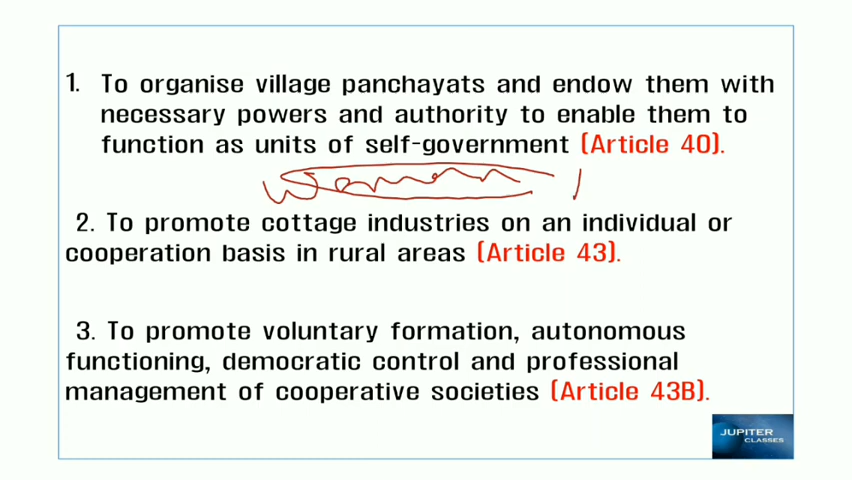 1. To organise village panchayats and endow them with
necessary powers and authority to enable them to
function as units of self-government (Article 40).
women
2. To promote cottage industries on an individual or
cooperation basis in rural areas (Article 43).
3. To promote voluntary formation, autonomous
functioning, democratic control and professional
management of cooperative societies (Article 43B).
JUPITER
CLASSES